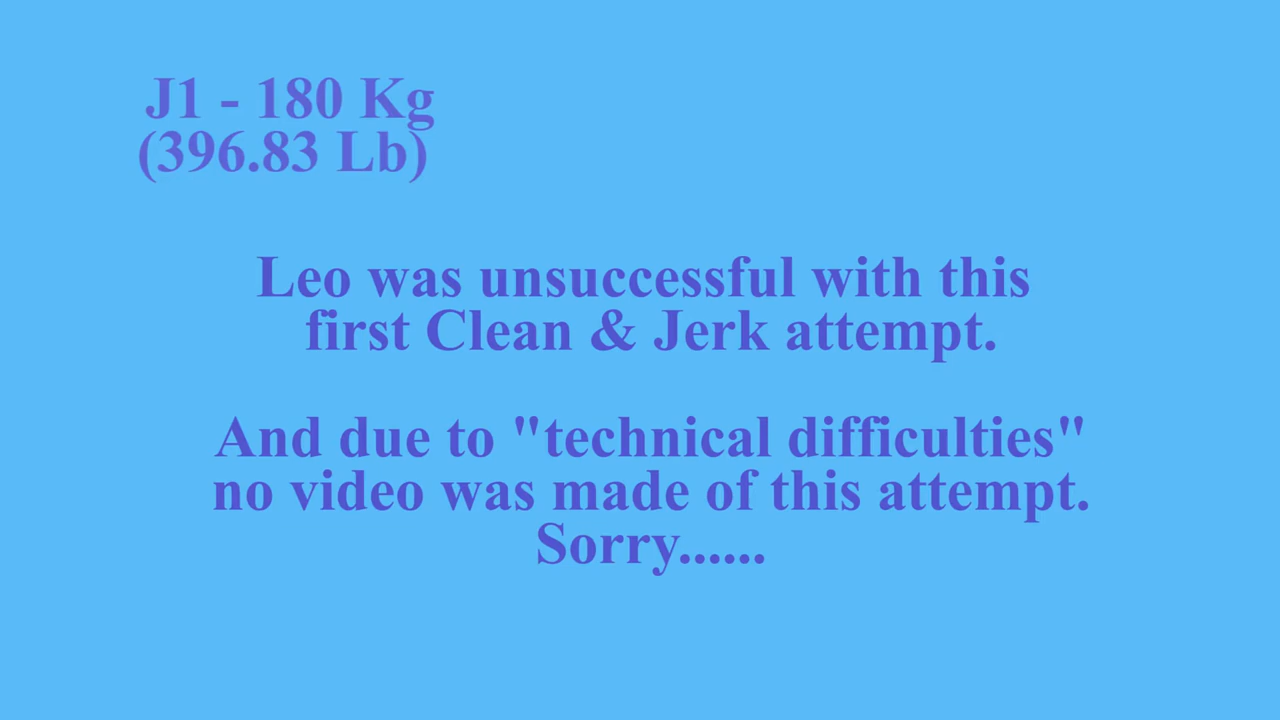 J1 - 180 Kg
(396.83 Lb)
Leo was unsuccessful with this
first Clean & Jerk attempt.
And due to "technical difficulties"
no video was made of this attempt.
Sorry......